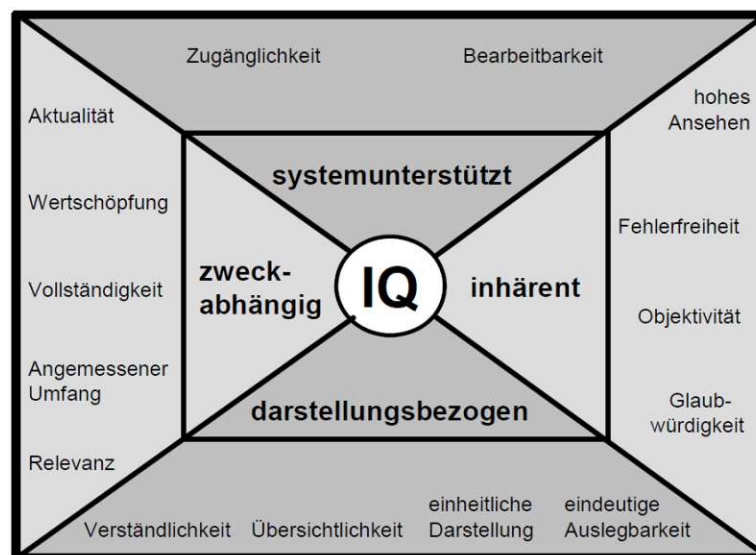 Zugänglichkeit
Bearbeitbarkeit
hohes
Ansehen
Aktualität
systemunterstützt
Wertschöpfung
Fehlerfreiheit
zweck-
abhängig
IQ
inhärent
Vollständigkeit
Objektivität
Angemessener
Umfang
darstellungsbezogen
Glaub-
würdigkeit
Relevanz
Verständlichkeit
Übersichtlichkeit
einheitliche
Darstellung
eindeutige
Auslegbarkeit